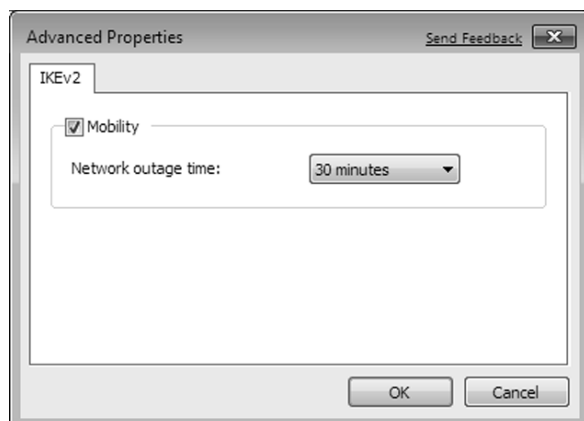 Advanced Properties Send Feedback
IKEv2
Mobility
Network outage time: 30 minutes
OK Cancel